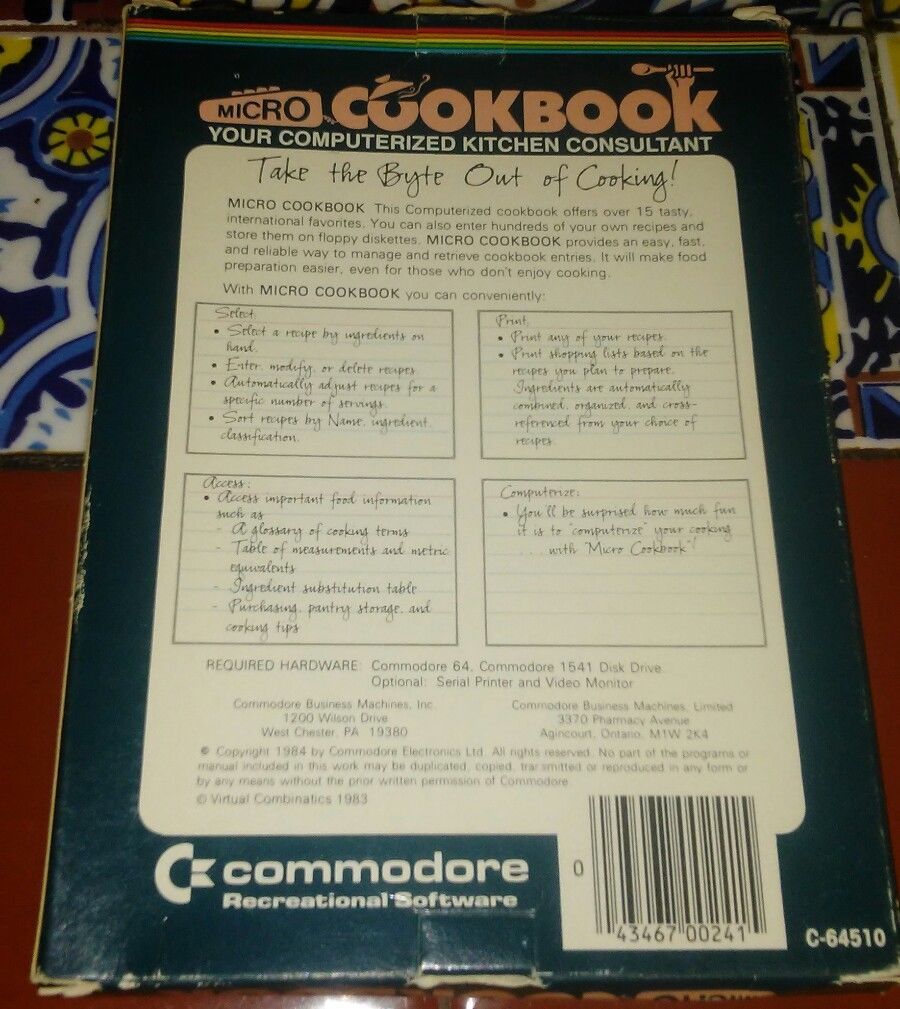 MICRO COOKBOOK
YOUR COMPUTERIZED KITCHEN CONSULTANT
Take the Byte Out of Cooking!
MICRO COOKBOOK This Computerized cookbook offers over 15 tasty,
international favorites. You can also enter hundreds of your own recipes and
store them on floppy diskettes. MICRO COOKBOOK provides an easy, fast,
and reliable way to manage and retrieve cookbook entries. It will make food
preparation easier, even for those who don't enjoy cooking.
With MICRO COOKBOOK you can conveniently:
Select:
• Select a recipe by ingredients on
hand.
• Enter, modify, or delete recipes.
• Automatically adjust recipes for a
specific number of servings.
• Sort recipes by Name, ingredient,
classification.
Print:
• Print any of your recipes.
• Print shopping lists based on the
recipes you plan to prepare.
Ingredients are automatically
combined, organized, and cross-
referenced from your choice of
recipes.
Access:
• Access important food information
such as
- A glossary of cooking terms
- Table of measurements and metric
equivalents
- Ingredient substitution table
- Purchasing, pantry storage, and
cooking tips
Computerize:
• You'll be surprised how much fun
it is to "computerize" your cooking
. . . with "Micro Cookbook"!
REQUIRED HARDWARE: Commodore 64, Commodore 1541 Disk Drive
Optional: Serial Printer and Video Monitor
Commodore Business Machines, Inc.
1200 Wilson Drive
West Chester, PA 19380
Commodore Business Machines, Limited
3370 Pharmacy Avenue
Agincourt, Ontario, M1W 2K4
© Copyright 1984 by Commodore Electronics Ltd. All rights reserved. No part of the programs or
manual included in this work may be duplicated, copied, transmitted or reproduced in any form or
by any means without the prior written permission of Commodore.
© Virtual Combinatics 1983
commodore
Recreational Software
0 43467 00241
C-64510